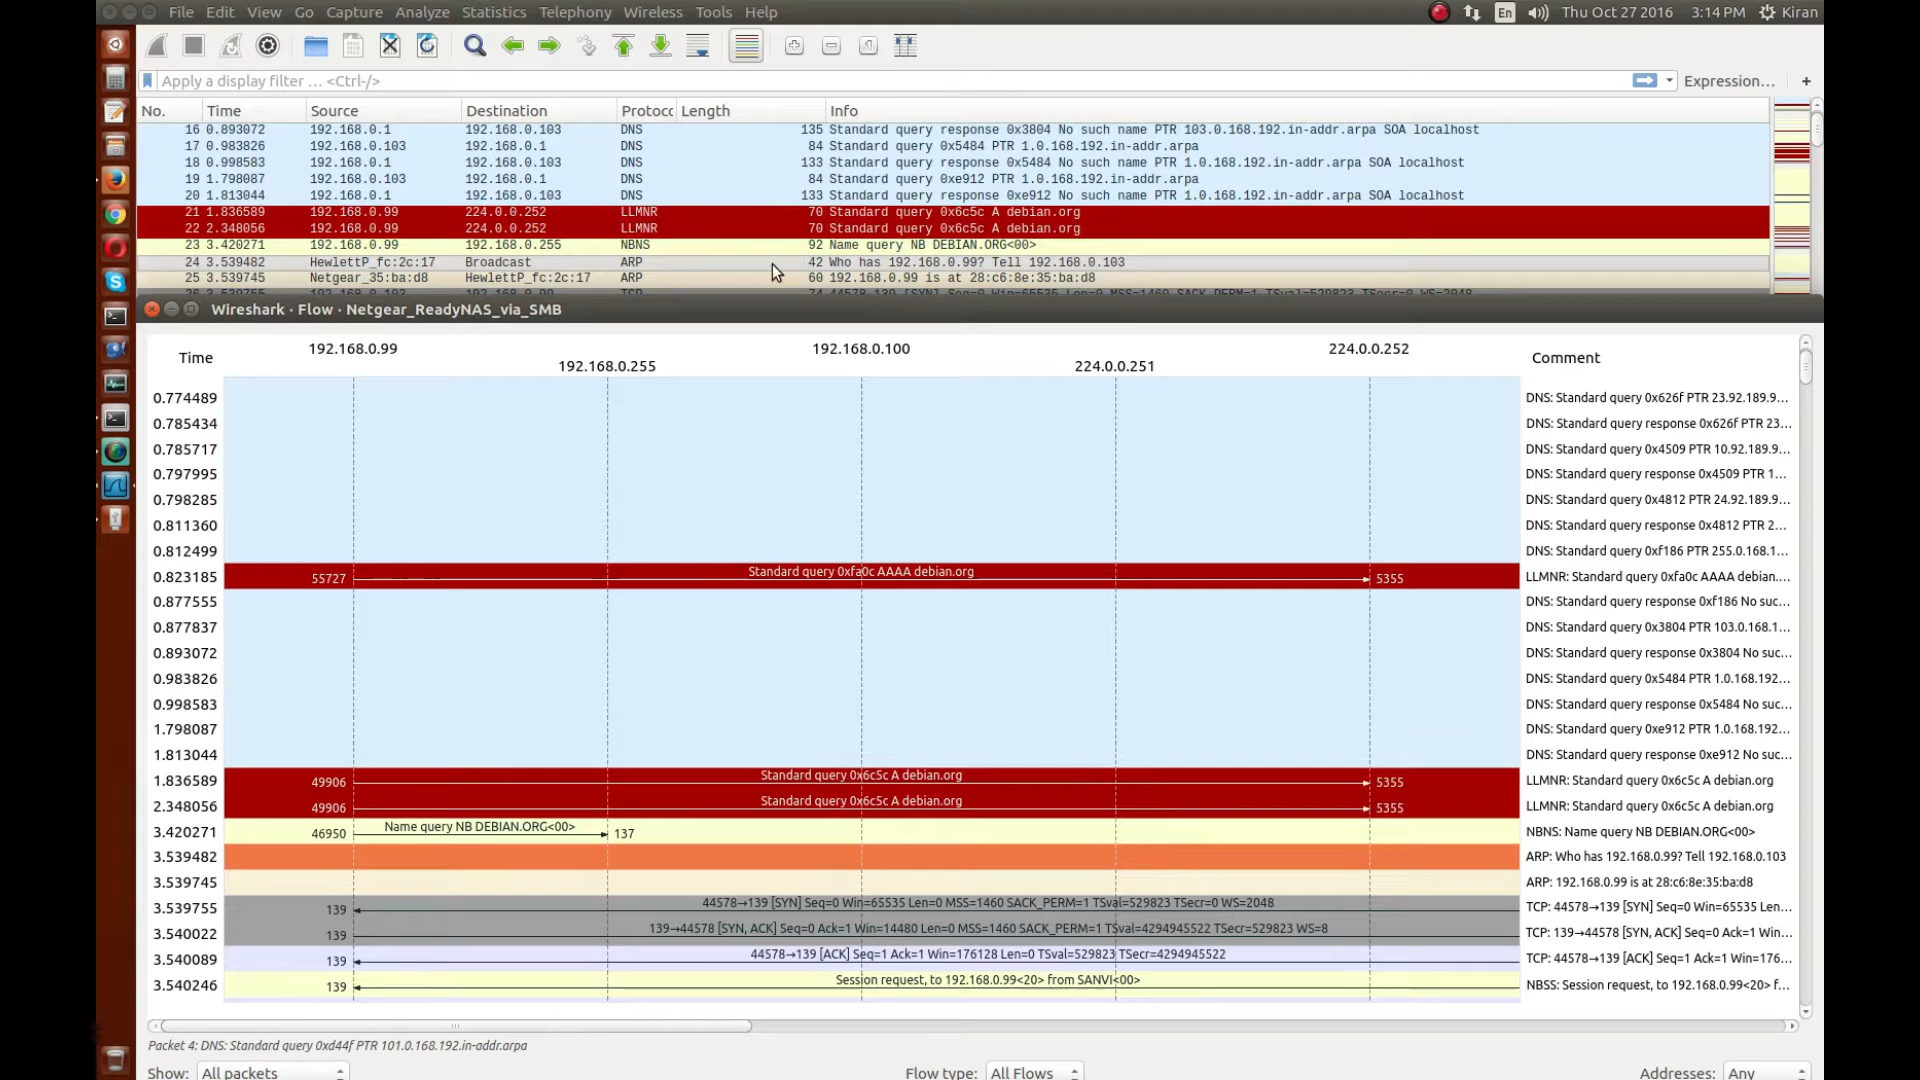 File Edit View Go Capture Analyze Statistics Telephony Wireless Tools Help En Thu Oct 27 2016 3:14 PM Kiran
Apply a display filter ... <Ctrl-/> Expression... +
No. Time Source Destination Protoc Length Info
16 0.893072 192.168.0.1 192.168.0.103 DNS 135 Standard query response 0x3804 No such name PTR 103.0.168.192.in-addr.arpa SOA localhost
17 0.983826 192.168.0.103 192.168.0.1 DNS 84 Standard query 0x5484 PTR 1.0.168.192.in-addr.arpa
18 0.998583 192.168.0.1 192.168.0.103 DNS 133 Standard query response 0x5484 No such name PTR 1.0.168.192.in-addr.arpa SOA localhost
19 1.798087 192.168.0.103 192.168.0.1 DNS 84 Standard query 0xe912 PTR 1.0.168.192.in-addr.arpa
20 1.813044 192.168.0.1 192.168.0.103 DNS 133 Standard query response 0xe912 No such name PTR 1.0.168.192.in-addr.arpa SOA localhost
21 1.836589 192.168.0.99 224.0.0.252 LLMNR 70 Standard query 0x6c5c A debian.org
22 2.348056 192.168.0.99 224.0.0.252 LLMNR 70 Standard query 0x6c5c A debian.org
23 3.420271 192.168.0.99 192.168.0.255 NBNS 92 Name query NB DEBIAN.ORG<00>
24 3.539482 HewlettP_fc:2c:17 Broadcast ARP 42 Who has 192.168.0.99? Tell 192.168.0.103
25 3.539745 Netgear_35:ba:d8 HewlettP_fc:2c:17 ARP 60 192.168.0.99 is at 28:c6:8e:35:ba:d8
Wireshark · Flow · Netgear_ReadyNAS_via_SMB
Time 192.168.0.99 192.168.0.255 192.168.0.100 224.0.0.251 224.0.0.252 Comment
0.774489 DNS: Standard query 0x626f PTR 23.92.189.9...
0.785434 DNS: Standard query response 0x626f PTR 23...
0.785717 DNS: Standard query 0x4509 PTR 10.92.189.9...
0.797995 DNS: Standard query response 0x4509 PTR 1...
0.798285 DNS: Standard query 0x4812 PTR 24.92.189.9...
0.811360 DNS: Standard query response 0x4812 PTR 2...
0.812499 DNS: Standard query 0xf186 PTR 255.0.168.1...
0.823185 55727 Standard query 0xfa0c AAAA debian.org 5355 LLMNR: Standard query 0xfa0c AAAA debian....
0.877555 DNS: Standard query response 0xf186 No suc...
0.877837 DNS: Standard query 0x3804 PTR 103.0.168.1...
0.893072 DNS: Standard query response 0x3804 No suc...
0.983826 DNS: Standard query 0x5484 PTR 1.0.168.192...
0.998583 DNS: Standard query response 0x5484 No suc...
1.798087 DNS: Standard query 0xe912 PTR 1.0.168.192...
1.813044 DNS: Standard query response 0xe912 No suc...
1.836589 49906 Standard query 0x6c5c A debian.org 5355 LLMNR: Standard query 0x6c5c A debian.org
2.348056 49906 Standard query 0x6c5c A debian.org 5355 LLMNR: Standard query 0x6c5c A debian.org
3.420271 46950 Name query NB DEBIAN.ORG<00> 137 NBNS: Name query NB DEBIAN.ORG<00>
3.539482 ARP: Who has 192.168.0.99? Tell 192.168.0.103
3.539745 ARP: 192.168.0.99 is at 28:c6:8e:35:ba:d8
3.539755 139 44578→139 [SYN] Seq=0 Win=65535 Len=0 MSS=1460 SACK_PERM=1 TSval=529823 TSecr=0 WS=2048 TCP: 44578→139 [SYN] Seq=0 Win=65535 Len...
3.540022 139 139→44578 [SYN, ACK] Seq=0 Ack=1 Win=14480 Len=0 MSS=1460 SACK_PERM=1 TSval=4294945522 TSecr=529823 WS=8 TCP: 139→44578 [SYN, ACK] Seq=0 Ack=1 Win...
3.540089 139 44578→139 [ACK] Seq=1 Ack=1 Win=176128 Len=0 TSval=529823 TSecr=4294945522 TCP: 44578→139 [ACK] Seq=1 Ack=1 Win=176...
3.540246 139 Session request, to 192.168.0.99<20> from SANVI<00> NBSS: Session request, to 192.168.0.99<20> f...
Packet 4: DNS: Standard query 0xd44f PTR 101.0.168.192.in-addr.arpa
Show: All packets Flow type: All Flows Addresses: Any